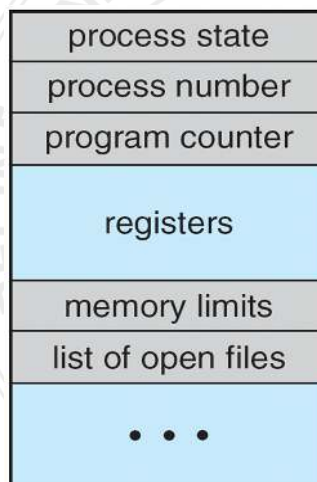 process state
process number
program counter
registers
memory limits
list of open files
• • •